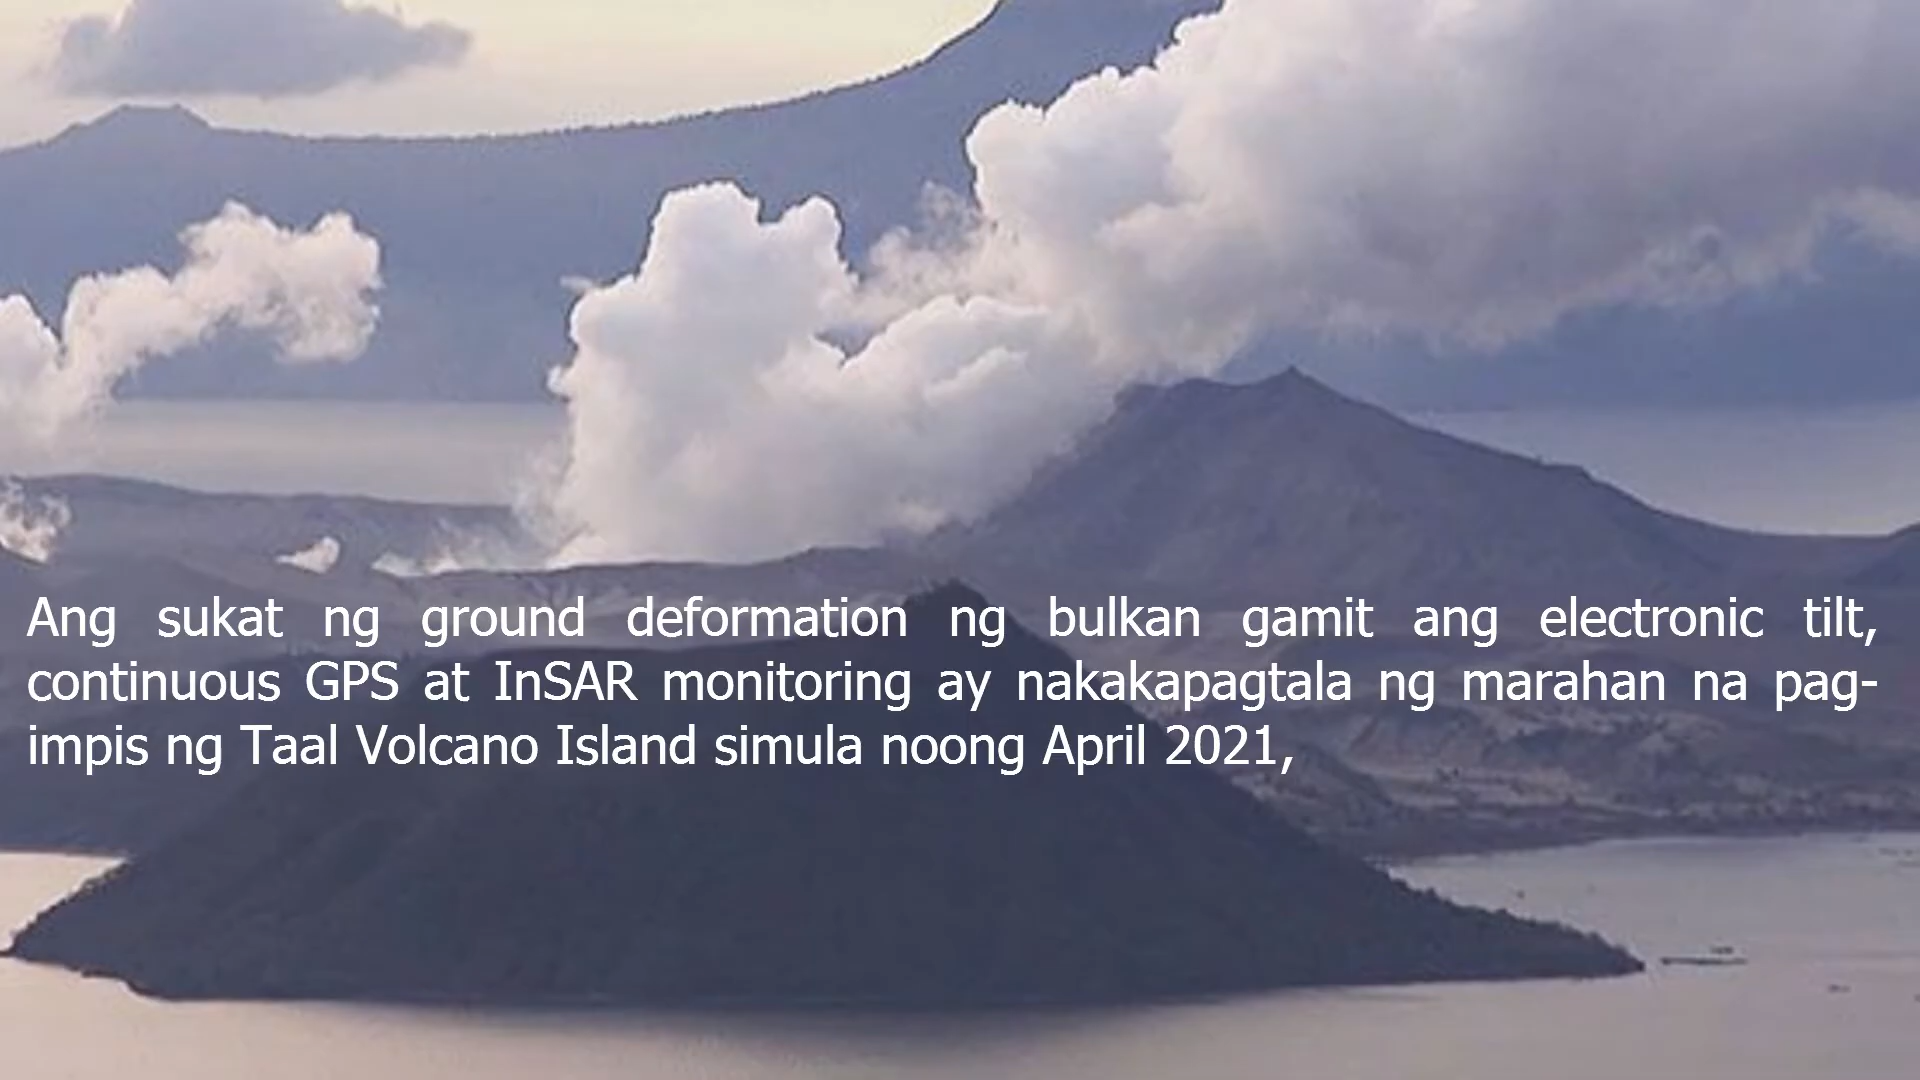 Ang sukat ng ground deformation ng bulkan gamit ang electronic tilt,
continuous GPS at InSAR monitoring ay nakakapagtala ng marahan na pag-
impis ng Taal Volcano Island simula noong April 2021,